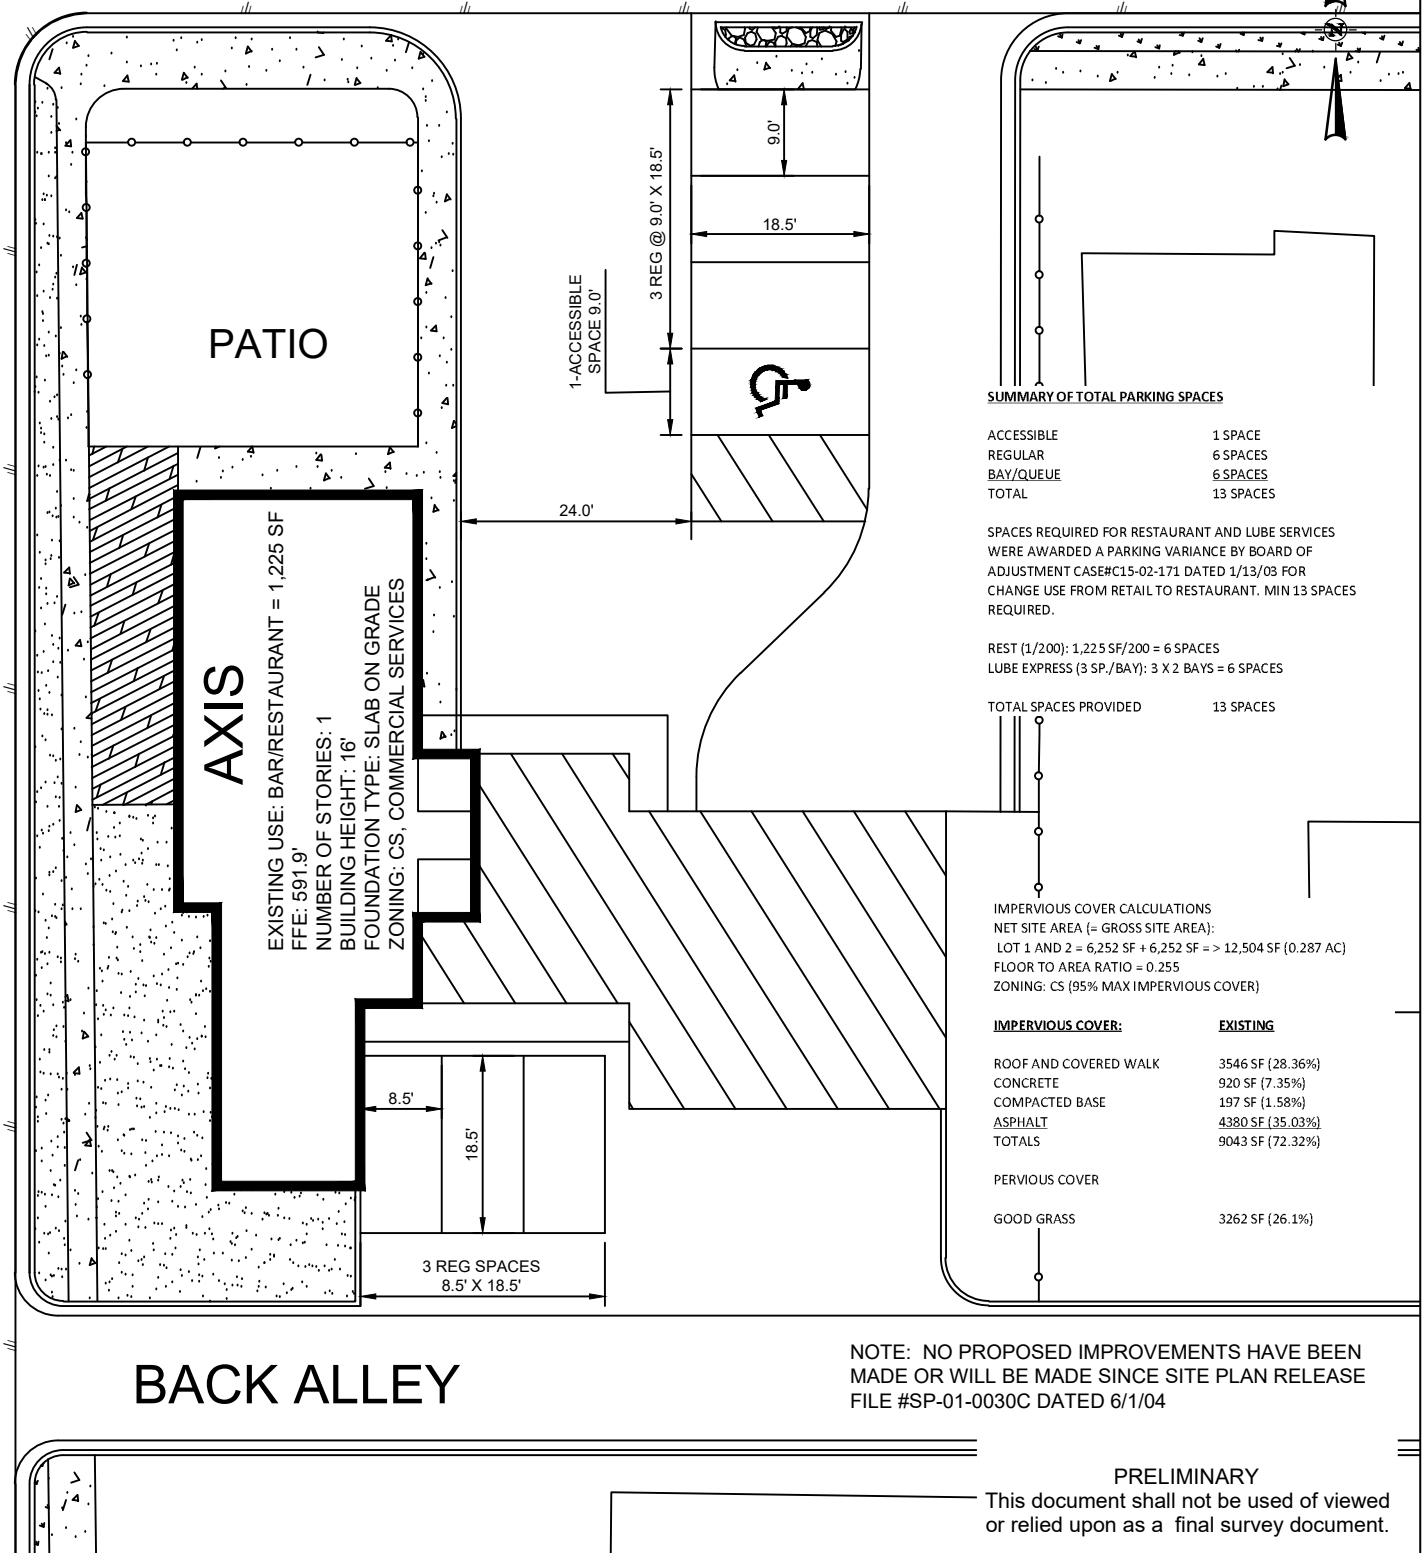 N
9.0'
3 REG @ 9.0' X 18.5'
18.5'
1-ACCESSIBLE
SPACE 9.0'
PATIO
24.0'
AXIS
EXISTING USE: BAR/RESTAURANT = 1,225 SF
FFE: 591.9'
NUMBER OF STORIES: 1
BUILDING HEIGHT: 16'
FOUNDATION TYPE: SLAB ON GRADE
ZONING: CS, COMMERCIAL SERVICES
SUMMARY OF TOTAL PARKING SPACES
ACCESSIBLE 1 SPACE
REGULAR 6 SPACES
BAY/QUEUE 6 SPACES
TOTAL 13 SPACES
SPACES REQUIRED FOR RESTAURANT AND LUBE SERVICES
WERE AWARDED A PARKING VARIANCE BY BOARD OF
ADJUSTMENT CASE#C15-02-171 DATED 1/13/03 FOR
CHANGE USE FROM RETAIL TO RESTAURANT. MIN 13 SPACES
REQUIRED.
REST (1/200): 1,225 SF/200 = 6 SPACES
LUBE EXPRESS (3 SP./BAY): 3 X 2 BAYS = 6 SPACES
TOTAL SPACES PROVIDED 13 SPACES
IMPERVIOUS COVER CALCULATIONS
NET SITE AREA (= GROSS SITE AREA):
LOT 1 AND 2 = 6,252 SF + 6,252 SF = > 12,504 SF (0.287 AC)
FLOOR TO AREA RATIO = 0.255
ZONING: CS (95% MAX IMPERVIOUS COVER)
IMPERVIOUS COVER: EXISTING
ROOF AND COVERED WALK 3546 SF (28.36%)
CONCRETE 920 SF (7.35%)
COMPACTED BASE 197 SF (1.58%)
ASPHALT 4380 SF (35.03%)
TOTALS 9043 SF (72.32%)
PERVIOUS COVER
GOOD GRASS 3262 SF (26.1%)
8.5'
18.5'
3 REG SPACES
8.5' X 18.5'
BACK ALLEY
NOTE: NO PROPOSED IMPROVEMENTS HAVE BEEN
MADE OR WILL BE MADE SINCE SITE PLAN RELEASE
FILE #SP-01-0030C DATED 6/1/04
PRELIMINARY
This document shall not be used of viewed
or relied upon as a final survey document.